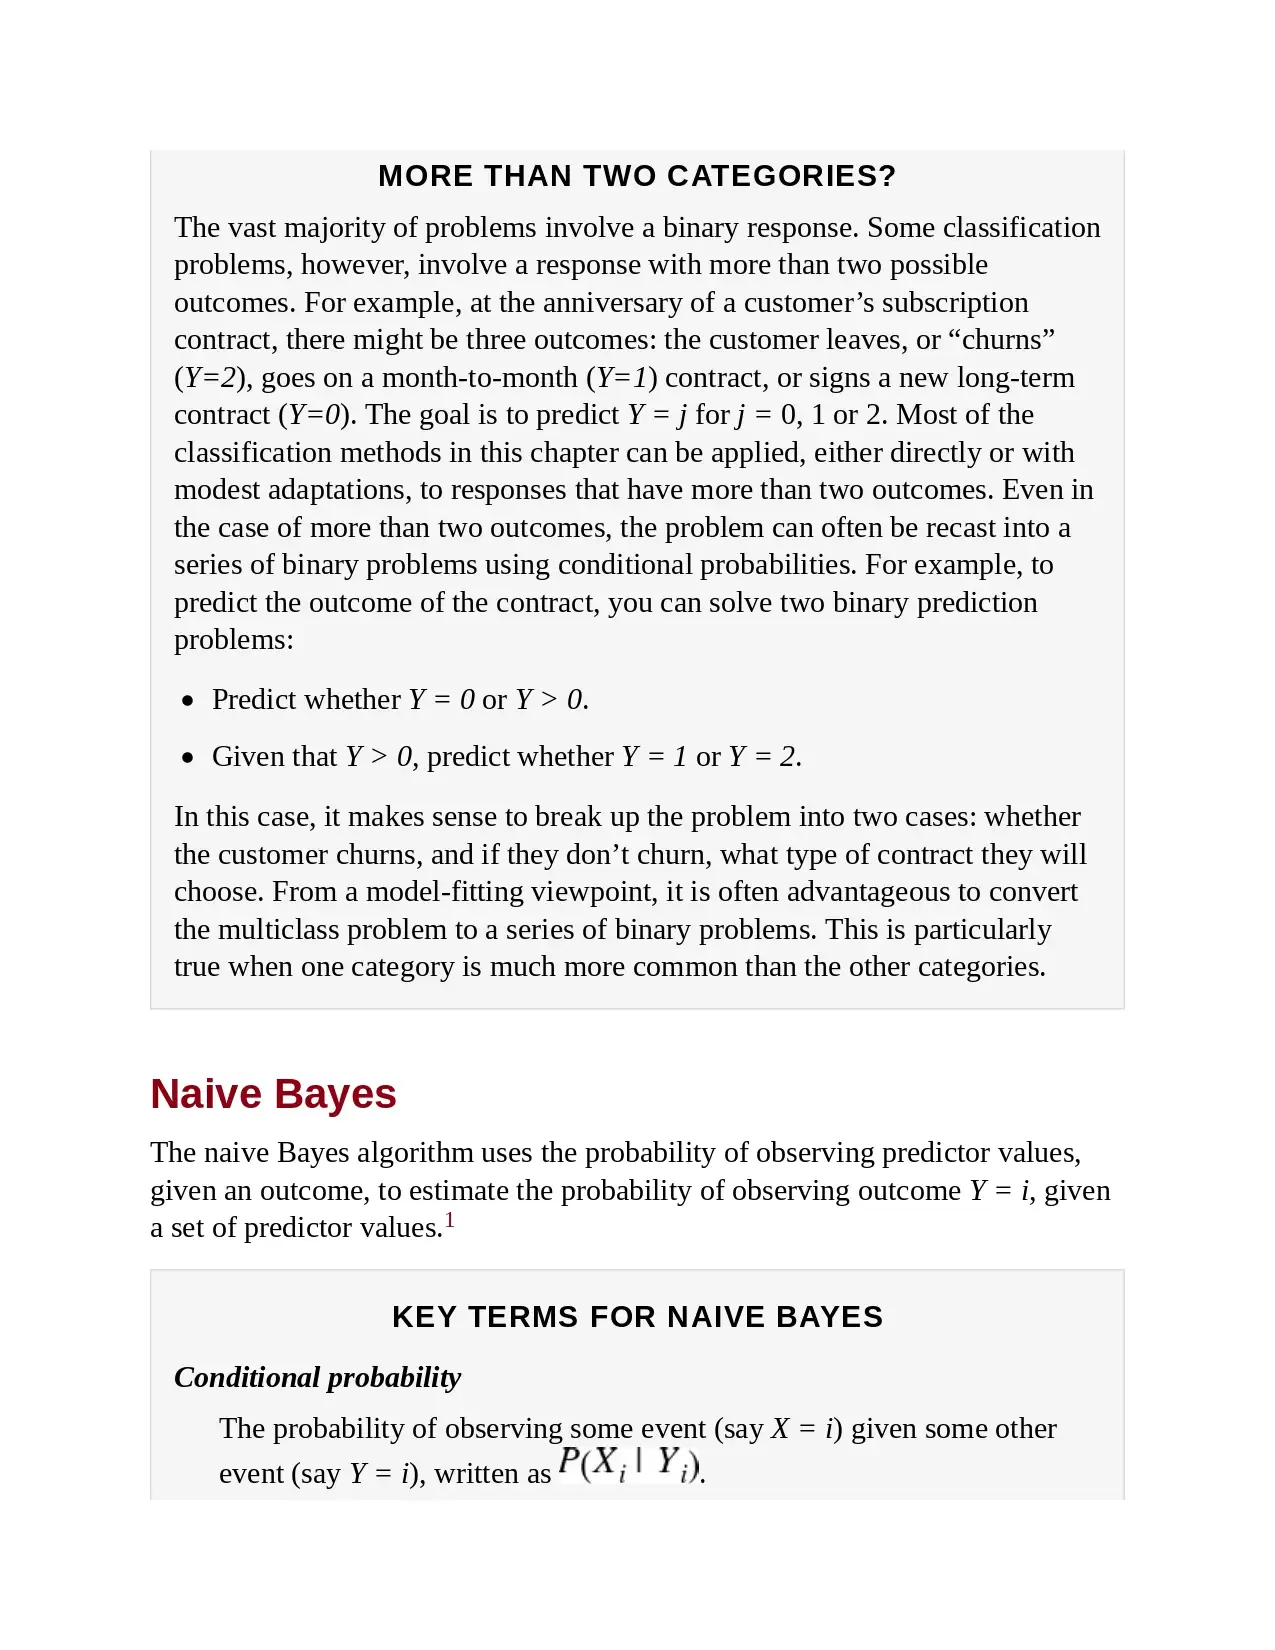 MORE THAN TWO CATEGORIES?
The vast majority of problems involve a binary response. Some classification
problems, however, involve a response with more than two possible
outcomes. For example, at the anniversary of a customer’s subscription
contract, there might be three outcomes: the customer leaves, or “churns”
(Y=2), goes on a month-to-month (Y=1) contract, or signs a new long-term
contract (Y=0). The goal is to predict Y = j for j = 0, 1 or 2. Most of the
classification methods in this chapter can be applied, either directly or with
modest adaptations, to responses that have more than two outcomes. Even in
the case of more than two outcomes, the problem can often be recast into a
series of binary problems using conditional probabilities. For example, to
predict the outcome of the contract, you can solve two binary prediction
problems:
• Predict whether Y = 0 or Y > 0.
• Given that Y > 0, predict whether Y = 1 or Y = 2.
In this case, it makes sense to break up the problem into two cases: whether
the customer churns, and if they don’t churn, what type of contract they will
choose. From a model-fitting viewpoint, it is often advantageous to convert
the multiclass problem to a series of binary problems. This is particularly
true when one category is much more common than the other categories.
Naive Bayes
The naive Bayes algorithm uses the probability of observing predictor values,
given an outcome, to estimate the probability of observing outcome Y = i, given
a set of predictor values.1
KEY TERMS FOR NAIVE BAYES
Conditional probability
The probability of observing some event (say X = i) given some other
event (say Y = i), written as P(Xi | Yi).